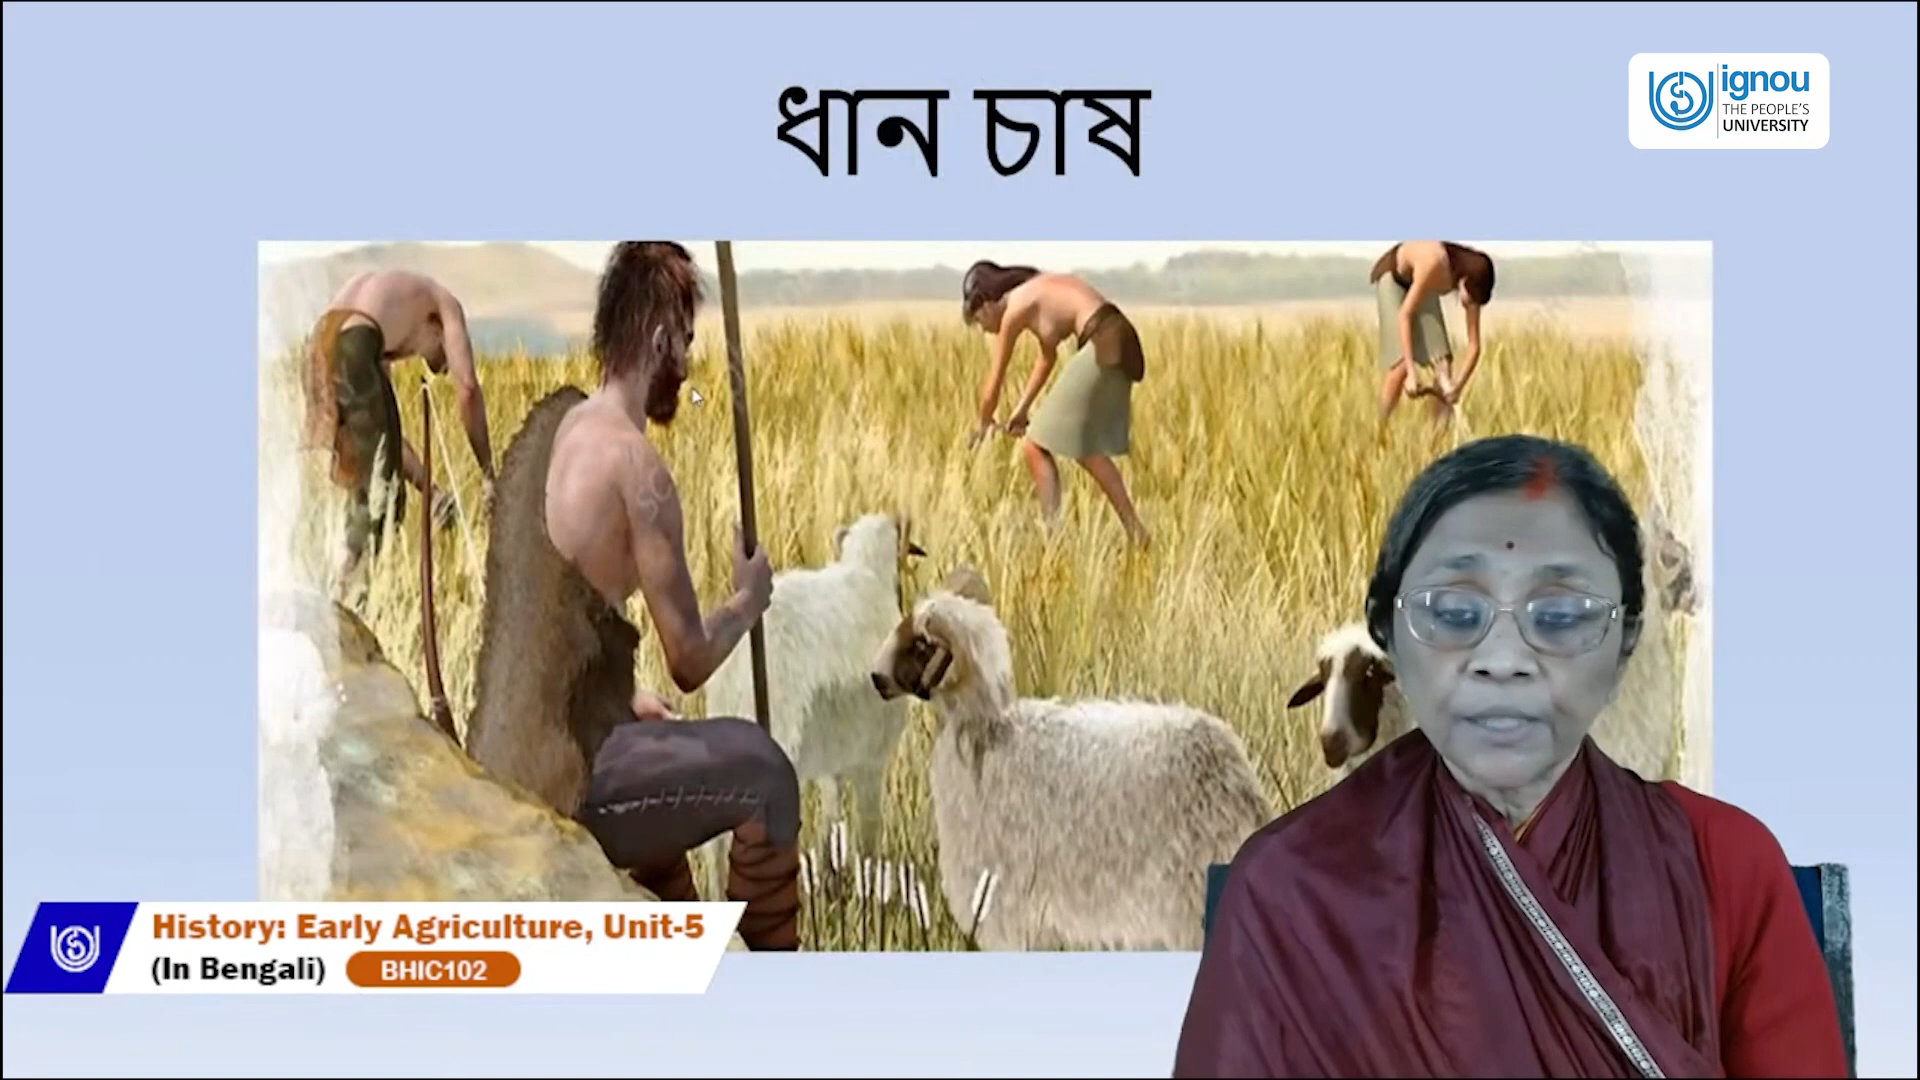 ধান চাষ
ignou
THE PEOPLE'S
UNIVERSITY
History: Early Agriculture, Unit-5
(In Bengali) BHIC102